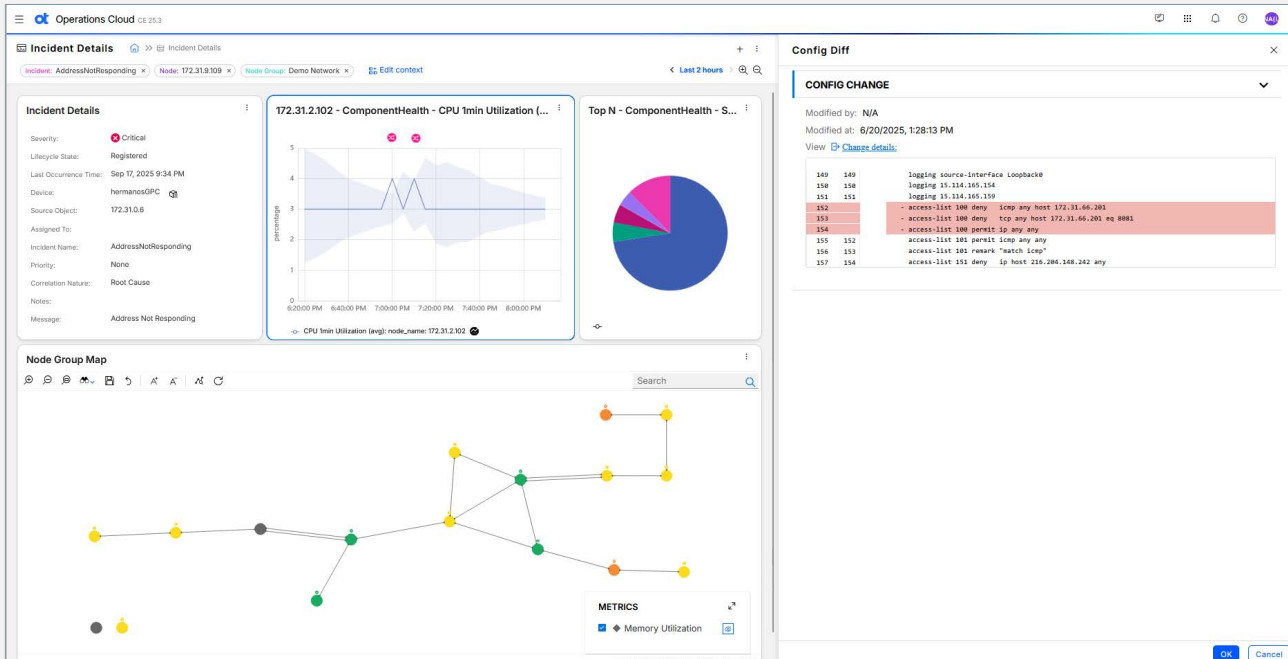 Operations Cloud CE 25.3
Incident Details
Incident Details
Incident: AddressNotResponding ×
Node: 172.31.9.109 ×
Node Group: Demo Network ×
Edit context
Last 2 hours
Incident Details
Severity: Critical
Lifecycle State: Registered
Last Occurrence Time: Sep 17, 2025 9:34 PM
Device: hermanosGPC
Source Object: 172.31.0.6
Assigned To:
Incident Name: AddressNotResponding
Priority: None
Correlation Nature: Root Cause
Notes:
Message: Address Not Responding
172.31.2.102 - ComponentHealth - CPU 1min Utilization (...
percentage
5
4
3
2
1
0
6:20:00 PM 6:40:00 PM 7:00:00 PM 7:20:00 PM 7:40:00 PM 8:00:00 PM
CPU 1min Utilization (avg): node_name: 172.31.2.102
Top N - ComponentHealth - S...
Node Group Map
Search
METRICS
Memory Utilization
Config Diff
CONFIG CHANGE
Modified by: N/A
Modified at: 6/20/2025, 1:28:13 PM
View Change details:
149 149 logging source-interface Loopback0
150 150 logging 15.114.165.154
151 151 logging 15.114.165.159
152 - access-list 100 deny icmp any host 172.31.66.201
153 - access-list 100 deny tcp any host 172.31.66.201 eq 8081
154 - access-list 100 permit ip any any
155 152 access-list 101 permit icmp any any
156 153 access-list 101 remark "match icmp"
157 154 access-list 151 deny ip host 216.204.148.242 any
OK
Cancel